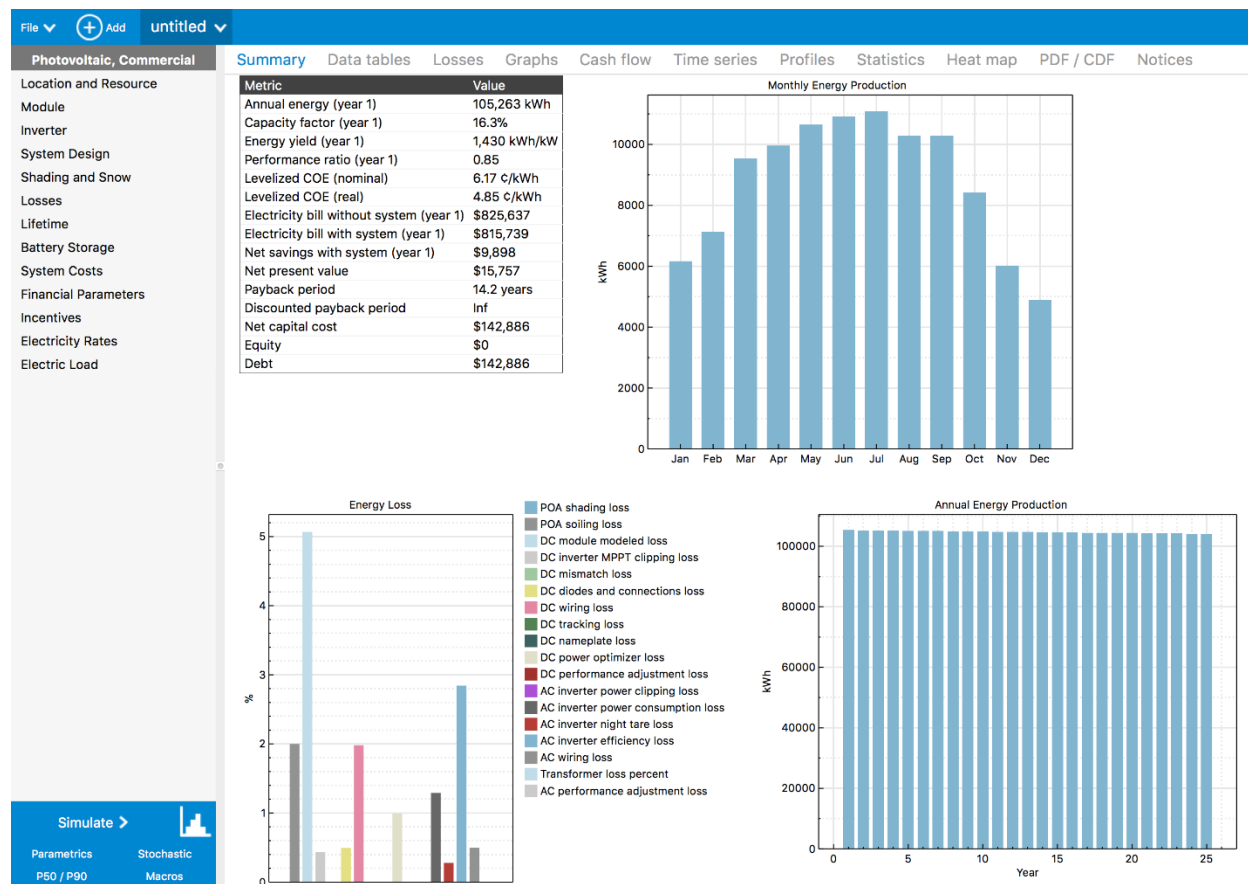 File Add untitled
Photovoltaic, Commercial
Location and Resource
Module
Inverter
System Design
Shading and Snow
Losses
Lifetime
Battery Storage
System Costs
Financial Parameters
Incentives
Electricity Rates
Electric Load
Simulate >
Parametrics Stochastic
P50 / P90 Macros
Summary Data tables Losses Graphs Cash flow Time series Profiles Statistics Heat map PDF / CDF Notices
Metric Value
Annual energy (year 1) 105,263 kWh
Capacity factor (year 1) 16.3%
Energy yield (year 1) 1,430 kWh/kW
Performance ratio (year 1) 0.85
Levelized COE (nominal) 6.17 ¢/kWh
Levelized COE (real) 4.85 ¢/kWh
Electricity bill without system (year 1) $825,637
Electricity bill with system (year 1) $815,739
Net savings with system (year 1) $9,898
Net present value $15,757
Payback period 14.2 years
Discounted payback period Inf
Net capital cost $142,886
Equity $0
Debt $142,886
Monthly Energy Production
kWh
10000
8000
6000
4000
2000
0
Jan Feb Mar Apr May Jun Jul Aug Sep Oct Nov Dec
Energy Loss
%
5
4
3
2
1
0
POA shading loss
POA soiling loss
DC module modeled loss
DC inverter MPPT clipping loss
DC mismatch loss
DC diodes and connections loss
DC wiring loss
DC tracking loss
DC nameplate loss
DC power optimizer loss
DC performance adjustment loss
AC inverter power clipping loss
AC inverter power consumption loss
AC inverter night tare loss
AC inverter efficiency loss
AC wiring loss
Transformer loss percent
AC performance adjustment loss
Annual Energy Production
kWh
100000
80000
60000
40000
20000
0
0 5 10 15 20 25
Year